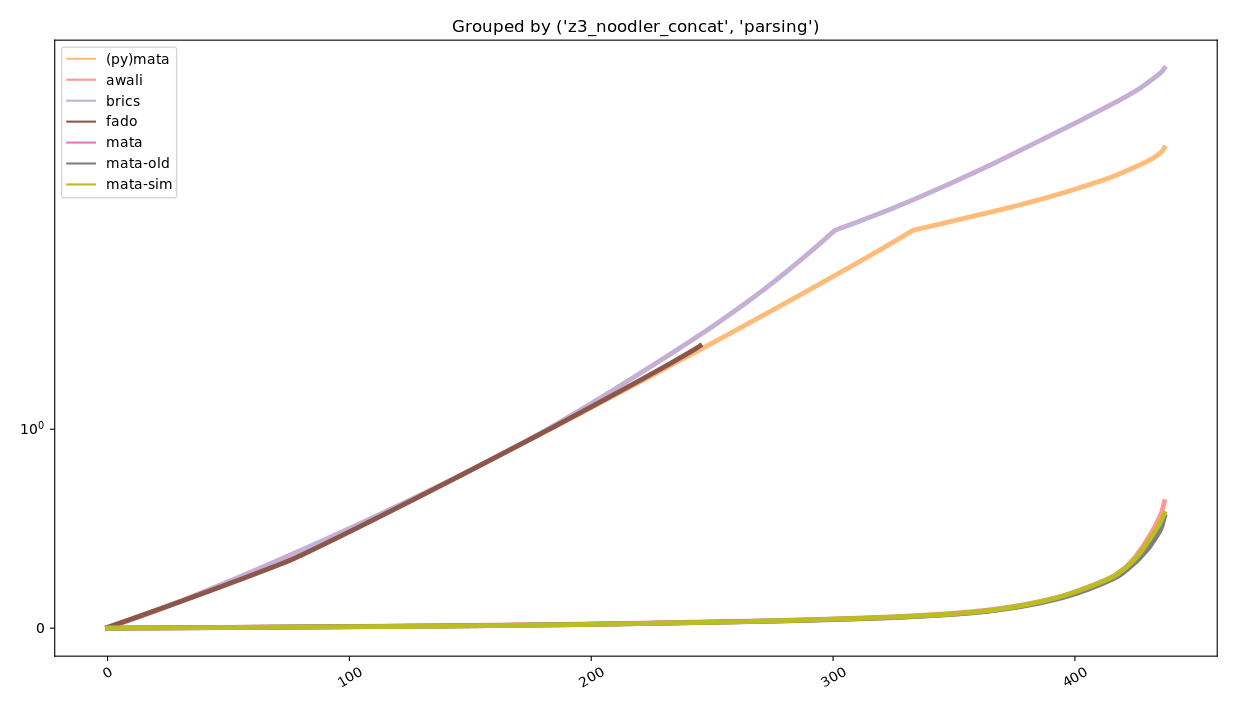 Grouped by ('z3_noodler_concat', 'parsing')
(py)mata
awali
brics
fado
mata
mata-old
mata-sim
10⁰
0
0
100
200
300
400